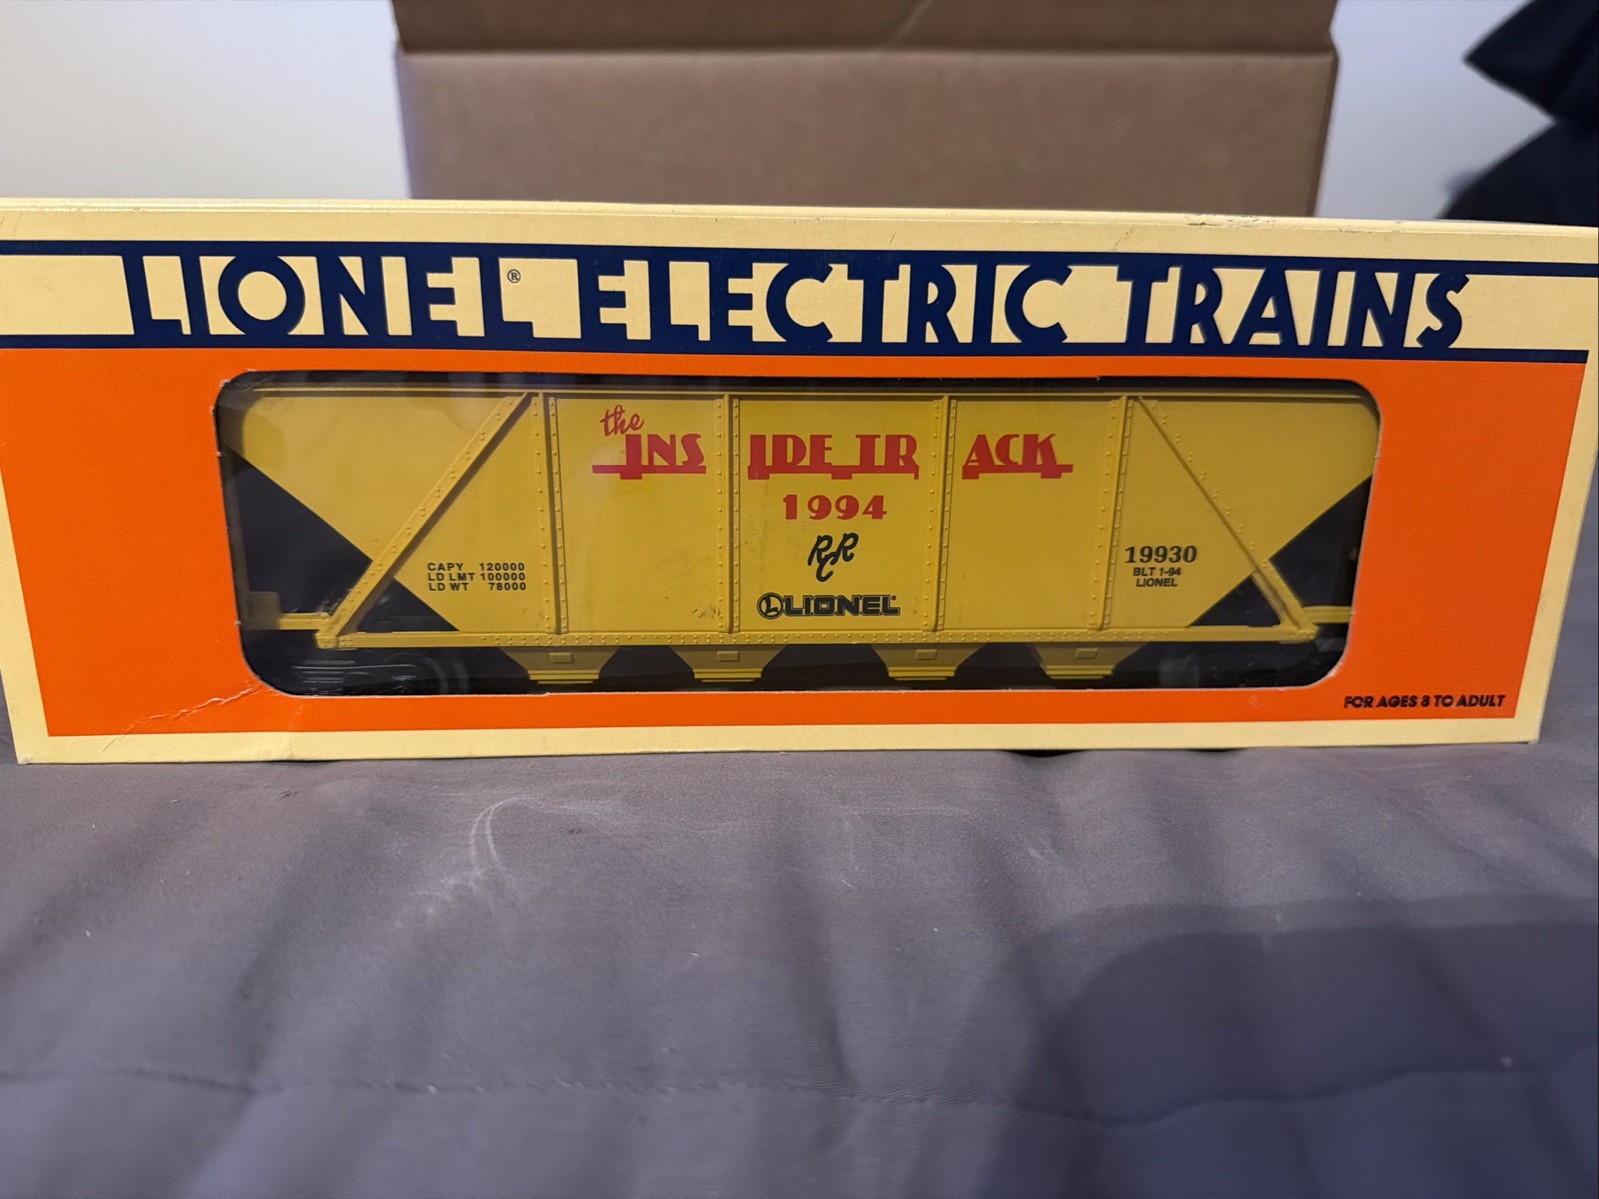 LIONEL® ELECTRIC TRAINS
the
INSIDE TRACK
1994
RCR
LIONEL
CAPY 120000
LD LMT 100000
LD WT 78000
19930
BLT 1-94
LIONEL
FOR AGES 8 TO ADULT